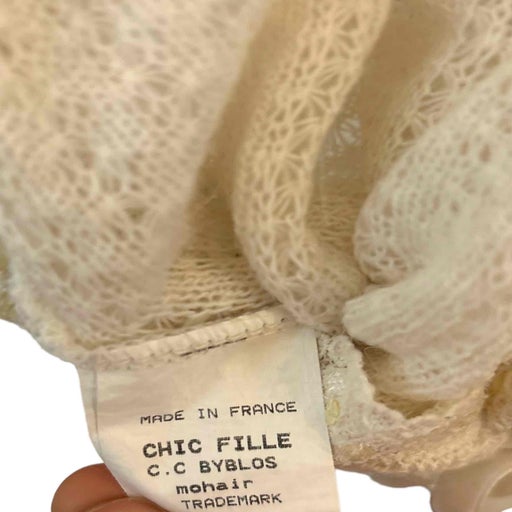 MADE IN FRANCE
CHIC FILLE
C.C BYBLOS
mohair
TRADEMARK